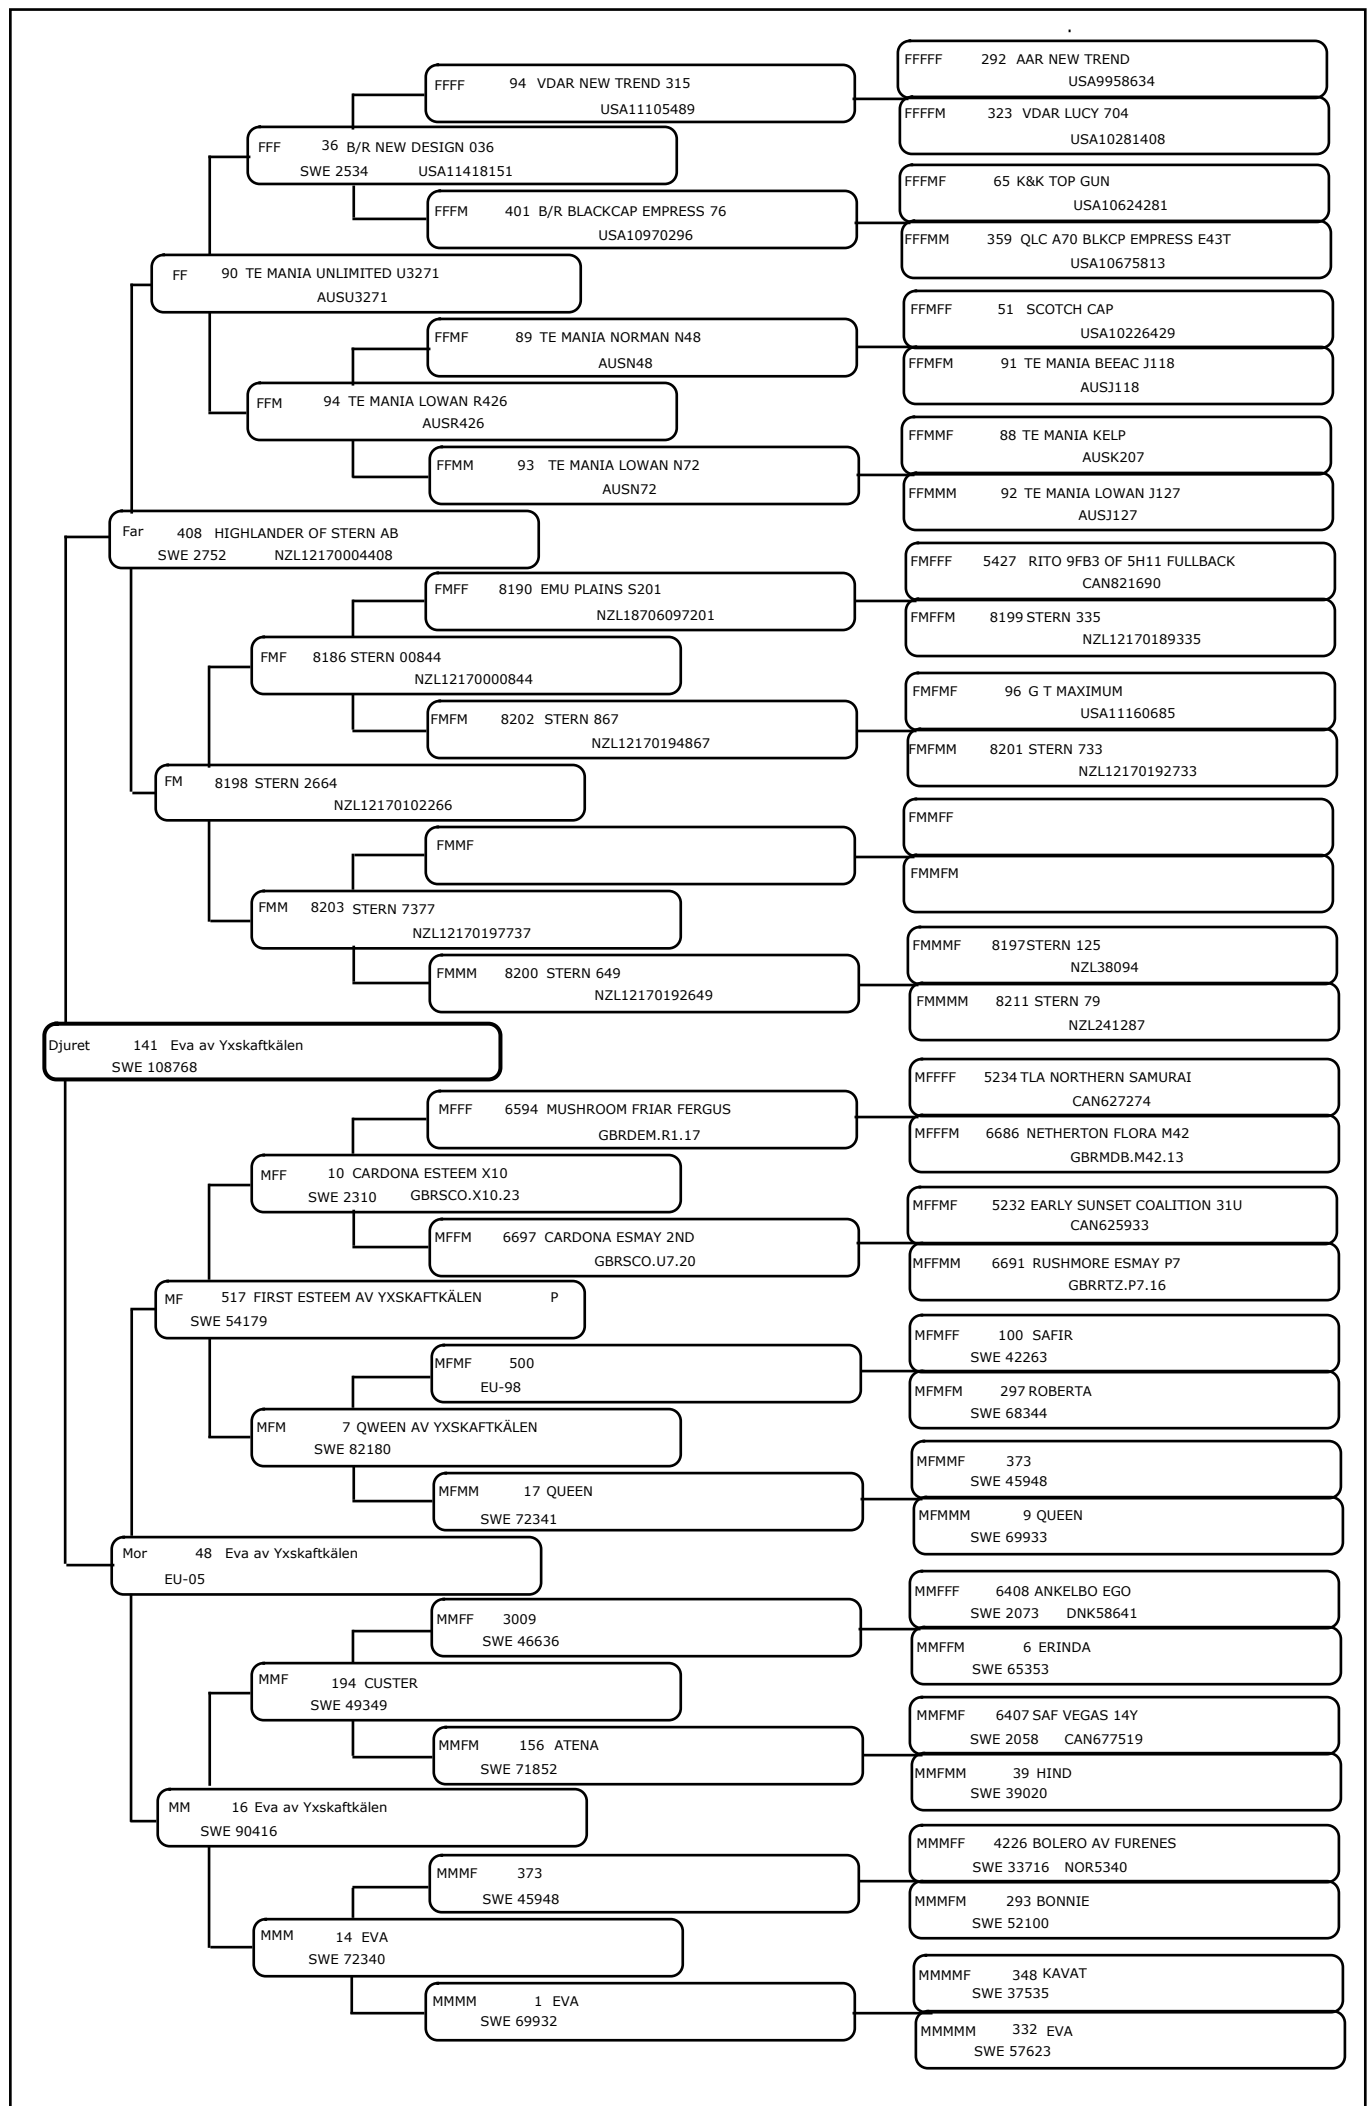 FFFFF 292 AAR NEW TREND
USA9958634
FFFF 94 VDAR NEW TREND 315
USA11105489
FFFFM 323 VDAR LUCY 704
USA10281408
FFF 36 B/R NEW DESIGN 036
SWE 2534 USA11418151
FFFMF 65 K&K TOP GUN
USA10624281
FFFM 401 B/R BLACKCAP EMPRESS 76
USA10970296
FFFMM 359 QLC A70 BLKCP EMPRESS E43T
USA10675813
FF 90 TE MANIA UNLIMITED U3271
AUSU3271
FFMFF 51 SCOTCH CAP
USA10226429
FFMF 89 TE MANIA NORMAN N48
AUSN48
FFMFM 91 TE MANIA BEEAC J118
AUSJ118
FFM 94 TE MANIA LOWAN R426
AUSR426
FFMMF 88 TE MANIA KELP
AUSK207
FFMM 93 TE MANIA LOWAN N72
AUSN72
FFMMM 92 TE MANIA LOWAN J127
AUSJ127
Far 408 HIGHLANDER OF STERN AB
SWE 2752 NZL12170004408
FMFFF 5427 RITO 9FB3 OF 5H11 FULLBACK
CAN821690
FMFF 8190 EMU PLAINS S201
NZL18706097201
FMFFM 8199 STERN 335
NZL12170189335
FMF 8186 STERN 00844
NZL12170000844
FMFMF 96 G T MAXIMUM
USA11160685
FMFM 8202 STERN 867
NZL12170194867
FMFMM 8201 STERN 733
NZL12170192733
FM 8198 STERN 2664
NZL12170102266
FMMFF
FMMF
FMMFM
FMM 8203 STERN 7377
NZL12170197737
FMMMF 8197 STERN 125
NZL38094
FMMM 8200 STERN 649
NZL12170192649
FMMMM 8211 STERN 79
NZL241287
Djuret 141 Eva av Yxskaftkälen
SWE 108768
MFFFF 5234 TLA NORTHERN SAMURAI
CAN627274
MFFF 6594 MUSHROOM FRIAR FERGUS
GBRDEM.R1.17
MFFFM 6686 NETHERTON FLORA M42
GBRMDB.M42.13
MFF 10 CARDONA ESTEEM X10
SWE 2310 GBRSCO.X10.23
MFFMF 5232 EARLY SUNSET COALITION 31U
CAN625933
MFFM 6697 CARDONA ESMAY 2ND
GBRSCO.U7.20
MFFMM 6691 RUSHMORE ESMAY P7
GBRRTZ.P7.16
MF 517 FIRST ESTEEM AV YXSKAFTKÄLEN P
SWE 54179
MFMFF 100 SAFIR
SWE 42263
MFMF 500
EU-98
MFMFM 297 ROBERTA
SWE 68344
MFM 7 QWEEN AV YXSKAFTKÄLEN
SWE 82180
MFMMF 373
SWE 45948
MFMM 17 QUEEN
SWE 72341
MFMMM 9 QUEEN
SWE 69933
Mor 48 Eva av Yxskaftkälen
EU-05
MMFFF 6408 ANKELBO EGO
SWE 2073 DNK58641
MMFF 3009
SWE 46636
MMFFM 6 ERINDA
SWE 65353
MMF 194 CUSTER
SWE 49349
MMFMF 6407 SAF VEGAS 14Y
SWE 2058 CAN677519
MMFM 156 ATENA
SWE 71852
MMFMM 39 HIND
SWE 39020
MM 16 Eva av Yxskaftkälen
SWE 90416
MMMFF 4226 BOLERO AV FURENES
SWE 33716 NOR5340
MMMF 373
SWE 45948
MMMFM 293 BONNIE
SWE 52100
MMM 14 EVA
SWE 72340
MMMMF 348 KAVAT
SWE 37535
MMMM 1 EVA
SWE 69932
MMMMM 332 EVA
SWE 57623